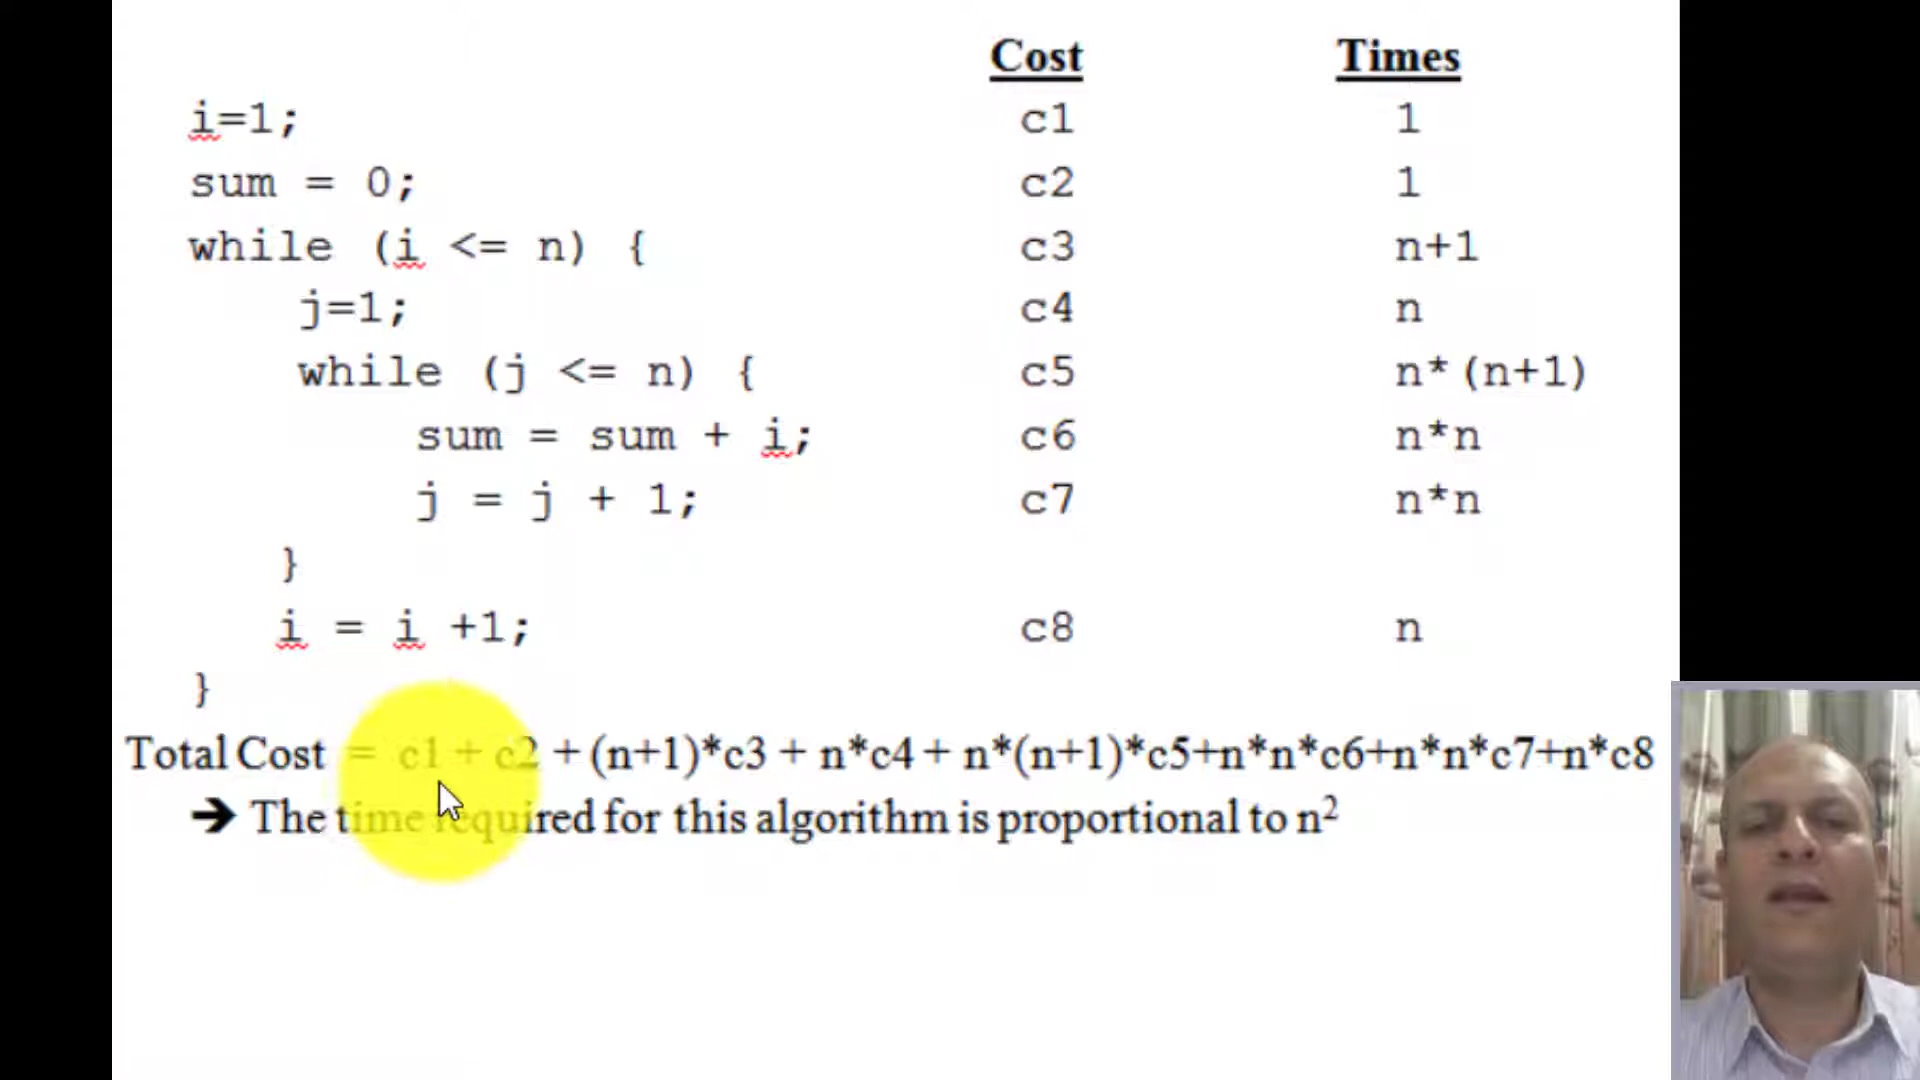 Cost Times
i=1; c1 1
sum = 0; c2 1
while (i <= n) { c3 n+1
j=1; c4 n
while (j <= n) { c5 n*(n+1)
sum = sum + i; c6 n*n
j = j + 1; c7 n*n
}
i = i +1; c8 n
}
Total Cost = c1 + c2 + (n+1)*c3 + n*c4 + n*(n+1)*c5+n*n*c6+n*n*c7+n*c8
➔ The time required for this algorithm is proportional to n²